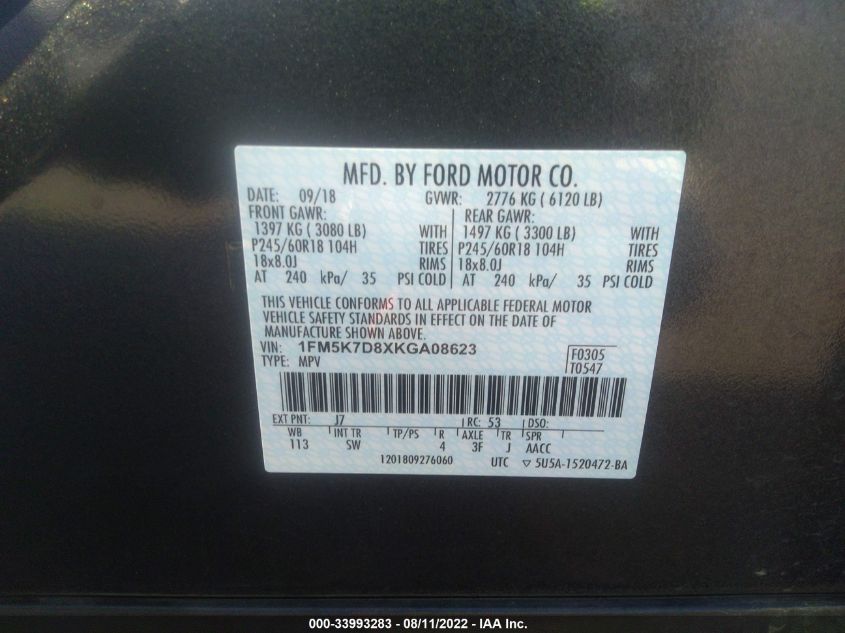 MFD. BY FORD MOTOR CO.
DATE: 09/18 GVWR: 2776 KG ( 6120 LB)
FRONT GAWR: REAR GAWR:
1397 KG ( 3080 LB) WITH 1497 KG ( 3300 LB) WITH
P245/60R18 104H TIRES P245/60R18 104H TIRES
18x8.0J RIMS 18x8.0J RIMS
AT 240 kPa/ 35 PSI COLD AT 240 kPa/ 35 PSI COLD
THIS VEHICLE CONFORMS TO ALL APPLICABLE FEDERAL MOTOR
VEHICLE SAFETY STANDARDS IN EFFECT ON THE DATE OF
MANUFACTURE SHOWN ABOVE.
VIN: 1FM5K7D8XKGA08623 F0305
TYPE: MPV T0547
EXT PNT: J7 RC: 53 DSO:
WB INT TR TP/PS R AXLE TR SPR
113 SW 4 3F J AACC
1201809276060 UTC ▽ 5U5A-1520472-BA
000-33993283 - 08/11/2022 - IAA Inc.